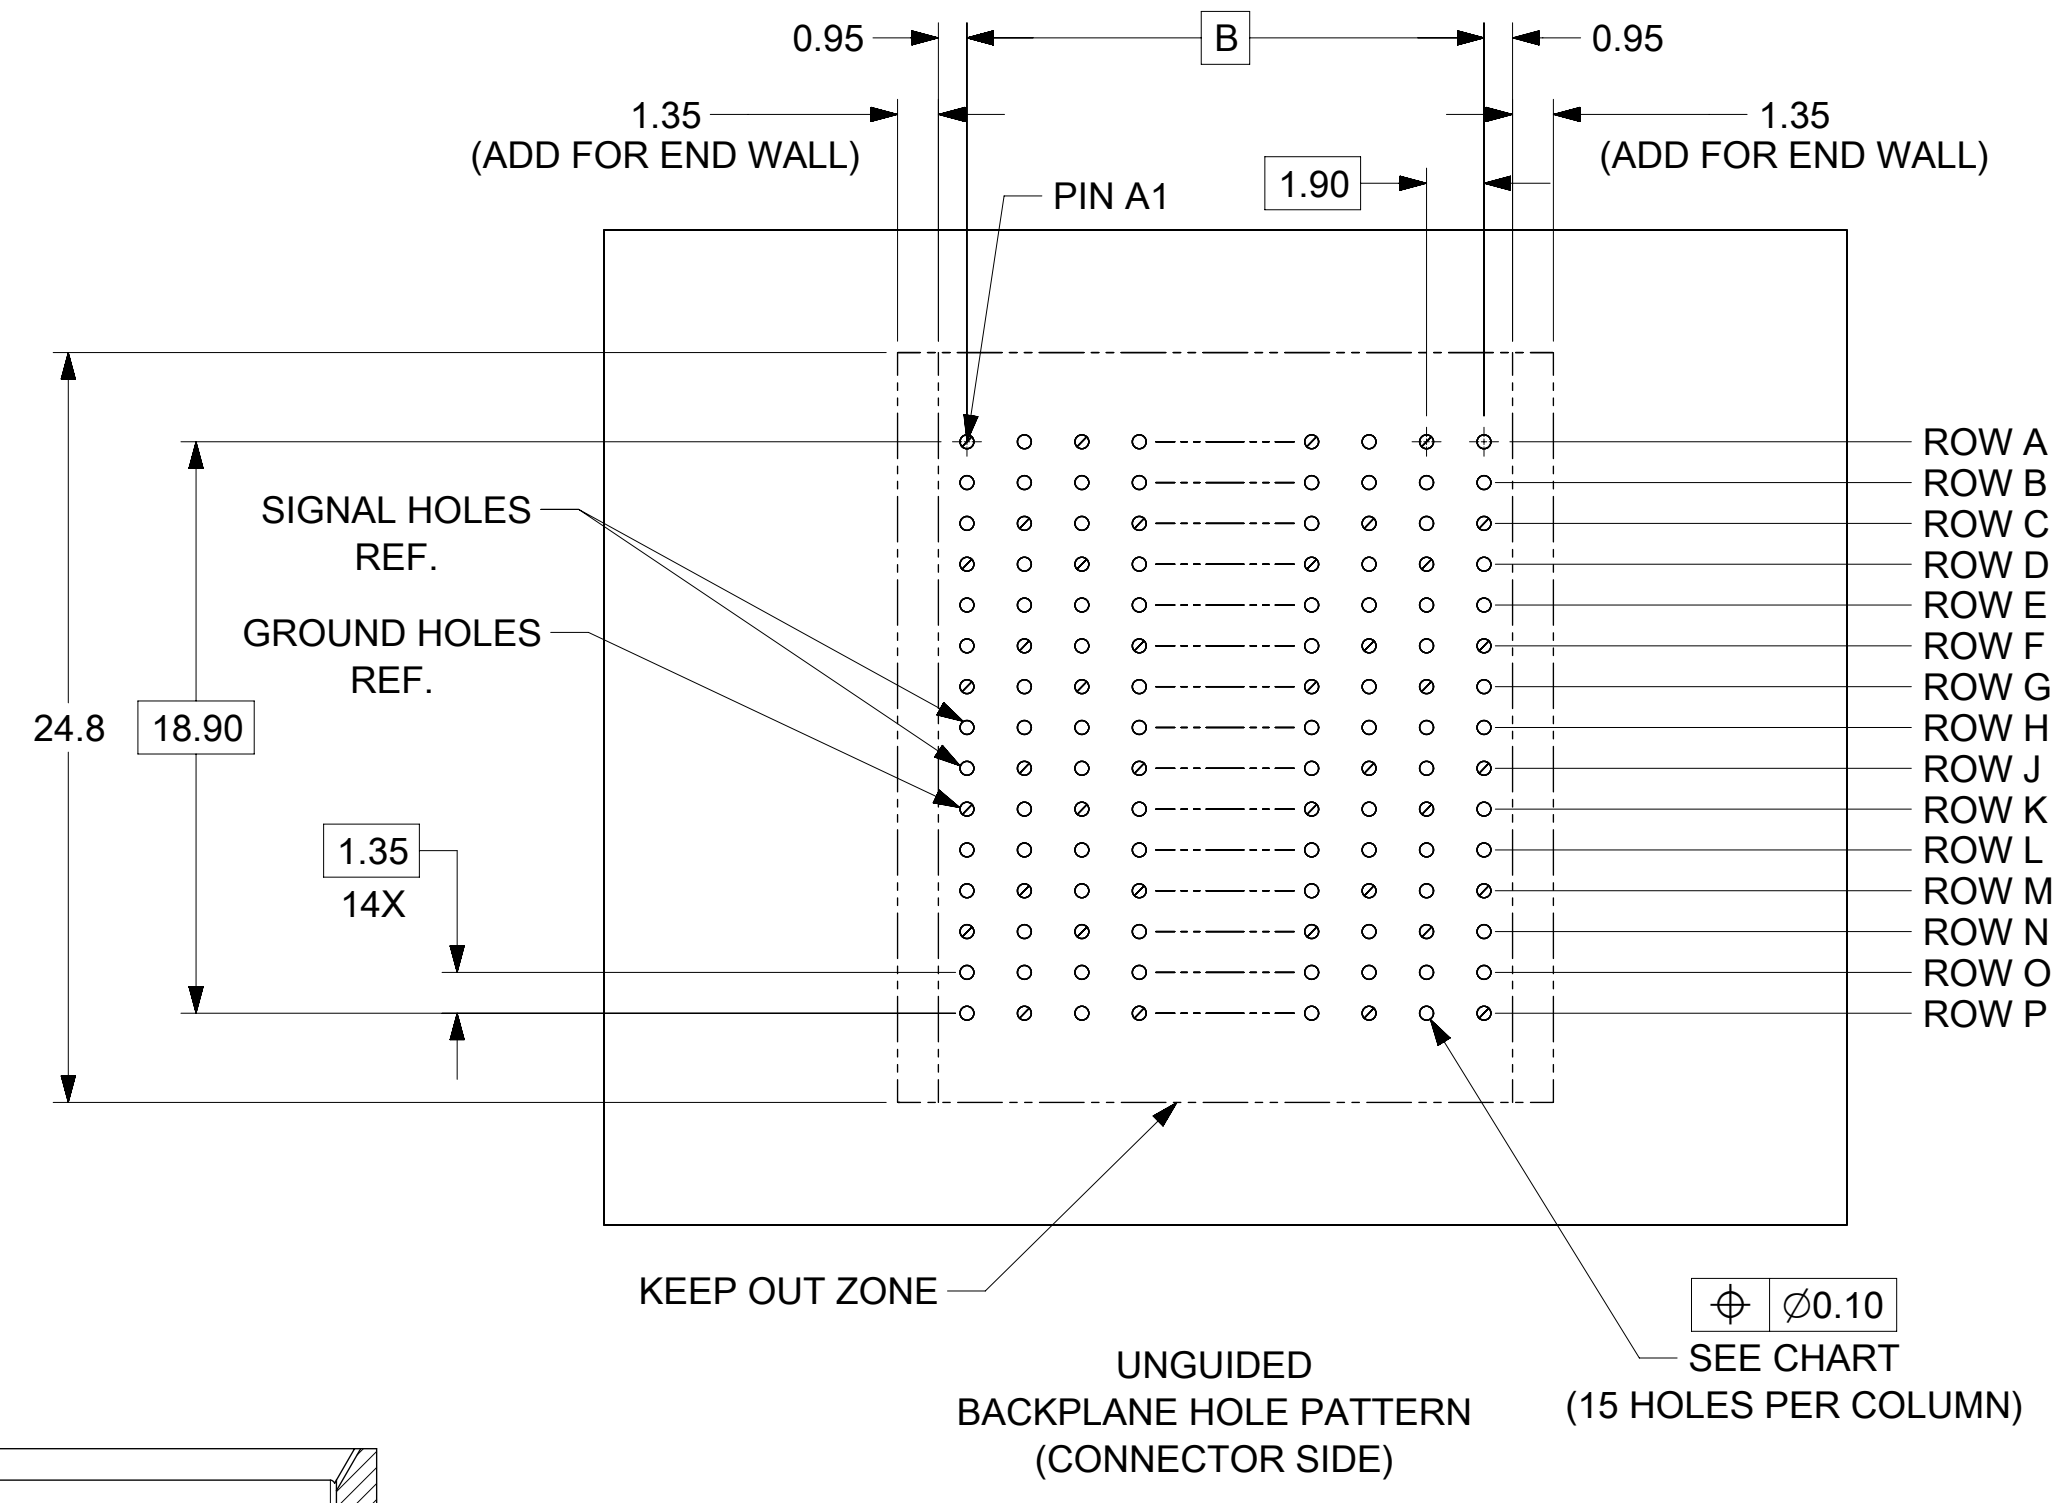 0.95
B
0.95
1.35
(ADD FOR END WALL)
1.35
(ADD FOR END WALL)
1.90
PIN A1
ROW A
ROW B
ROW C
ROW D
ROW E
ROW F
ROW G
ROW H
ROW J
ROW K
ROW L
ROW M
ROW N
ROW O
ROW P
SIGNAL HOLES
REF.
GROUND HOLES
REF.
24.8
18.90
1.35
14X
KEEP OUT ZONE
⌖ ∅0.10
SEE CHART
(15 HOLES PER COLUMN)
UNGUIDED
BACKPLANE HOLE PATTERN
(CONNECTOR SIDE)